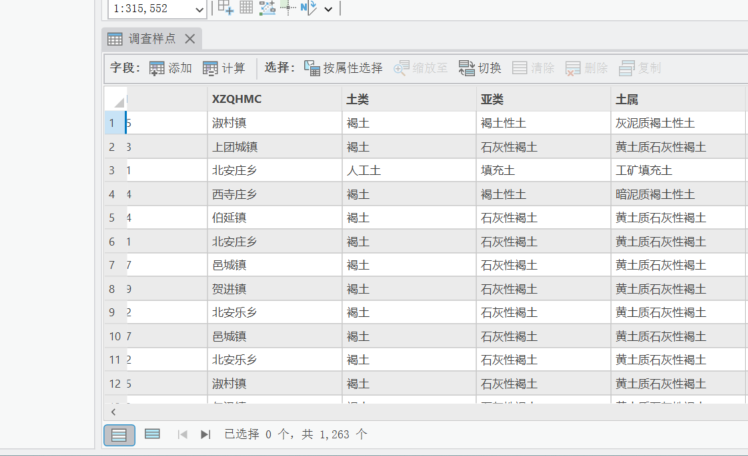 1:315,552
调查样点
字段： 添加 计算 选择： 按属性选择 缩放至 切换 清除 删除 复制
XZQHMC 土类 亚类 土属
1 5 淑村镇 褐土 褐土性土 灰泥质褐土性土
2 3 上团城镇 褐土 石灰性褐土 黄土质石灰性褐土
3 1 北安庄乡 人工土 填充土 工矿填充土
4 4 西寺庄乡 褐土 褐土性土 暗泥质褐土性土
5 4 伯延镇 褐土 石灰性褐土 黄土质石灰性褐土
6 1 北安庄乡 褐土 石灰性褐土 黄土质石灰性褐土
7 7 邑城镇 褐土 石灰性褐土 黄土质石灰性褐土
8 9 贺进镇 褐土 石灰性褐土 黄土质石灰性褐土
9 2 北安乐乡 褐土 石灰性褐土 黄土质石灰性褐土
10 7 邑城镇 褐土 石灰性褐土 黄土质石灰性褐土
11 2 北安乐乡 褐土 石灰性褐土 黄土质石灰性褐土
12 5 淑村镇 褐土 石灰性褐土 黄土质石灰性褐土
已选择 0 个，共 1,263 个